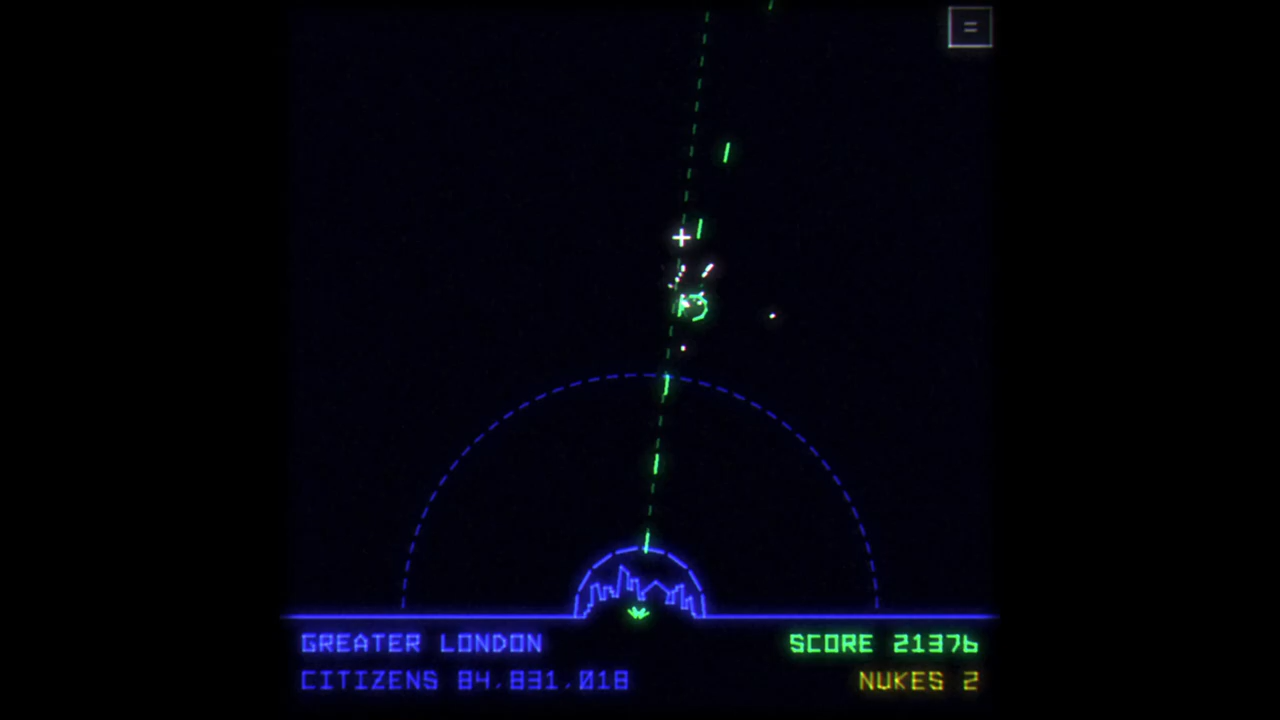 GREATER LONDON
SCORE 21376
CITIZENS 84,831,018
NUKES 2